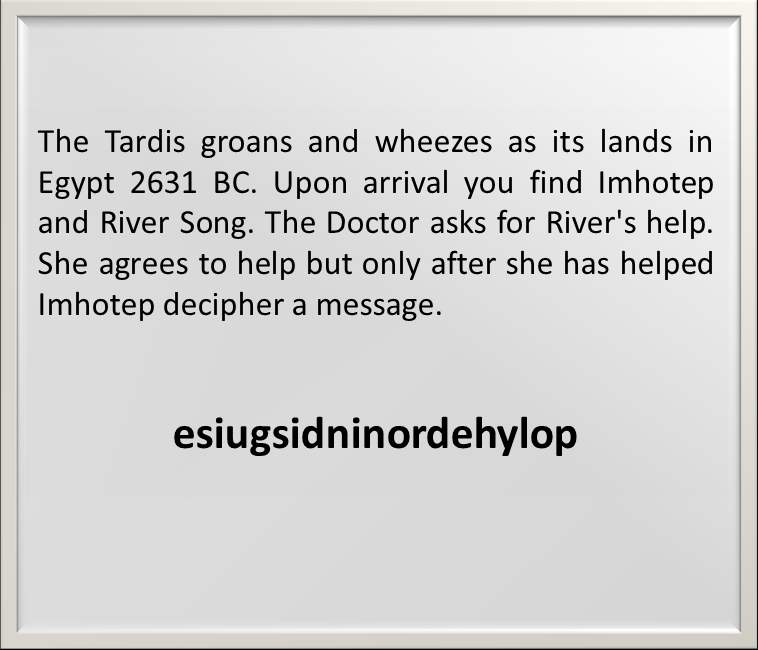 The Tardis groans and wheezes as its lands in
Egypt 2631 BC. Upon arrival you find Imhotep
and River Song. The Doctor asks for River's help.
She agrees to help but only after she has helped
Imhotep decipher a message.
esiugsidninordehylop